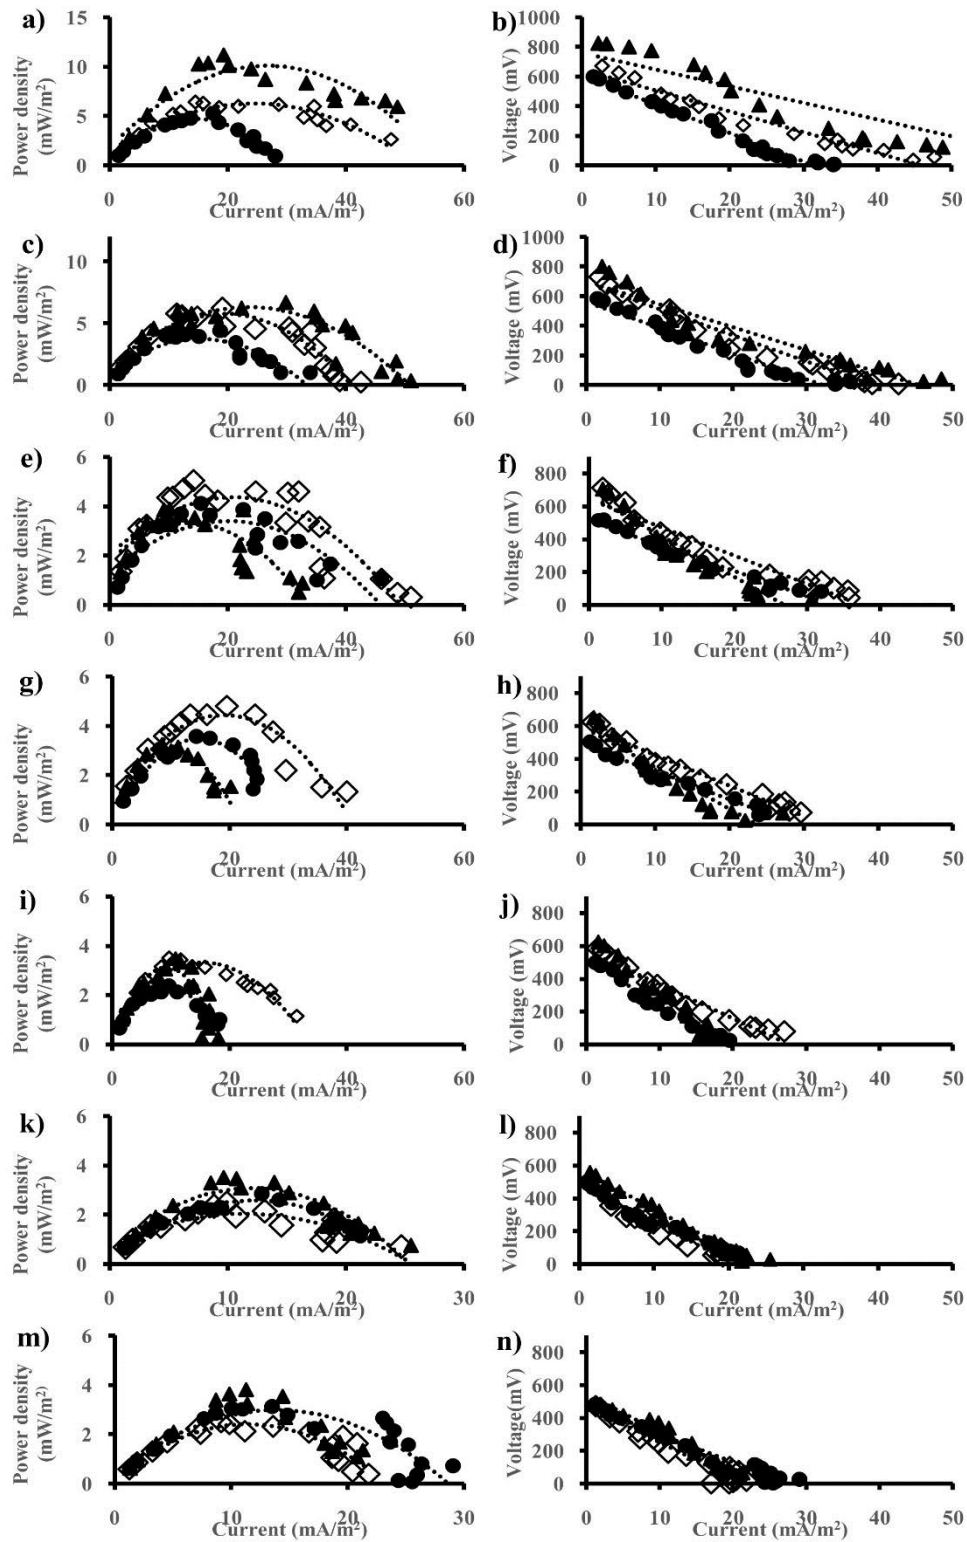 a)
Power density
(mW/m²)
15
10
5
0
0 20 40 60
Current (mA/m²)
b)
Voltage (mV)
1000
800
600
400
200
0
0 10 20 30 40 50
Current (mA/m²)
c)
Power density
(mW/m²)
10
5
0
0 20 40 60
Current (mA/m²)
d)
Voltage (mV)
1000
800
600
400
200
0
0 10 20 30 40 50
Current (mA/m²)
e)
Power density
(mW/m²)
6
4
2
0
0 20 40 60
Current (mA/m²)
f)
Voltage (mV)
800
600
400
200
0
0 10 20 30 40 50
Current (mA/m²)
g)
Power density
(mW/m²)
6
4
2
0
0 20 40 60
Current (mA/m²)
h)
Voltage (mV)
800
600
400
200
0
0 10 20 30 40 50
Current (mA/m²)
i)
Power density
(mW/m²)
6
4
2
0
0 20 40 60
Current (mA/m²)
j)
Voltage (mV)
800
600
400
200
0
0 10 20 30 40 50
Current (mA/m²)
k)
Power density
(mW/m²)
6
4
2
0
0 10 20 30
Current (mA/m²)
l)
Voltage (mV)
800
600
400
200
0
0 10 20 30 40 50
Current (mA/m²)
m)
Power density
(mW/m²)
6
4
2
0
0 10 20 30
Current (mA/m²)
n)
Voltage(mV)
800
600
400
200
0
0 10 20 30 40 50
Current (mA/m²)